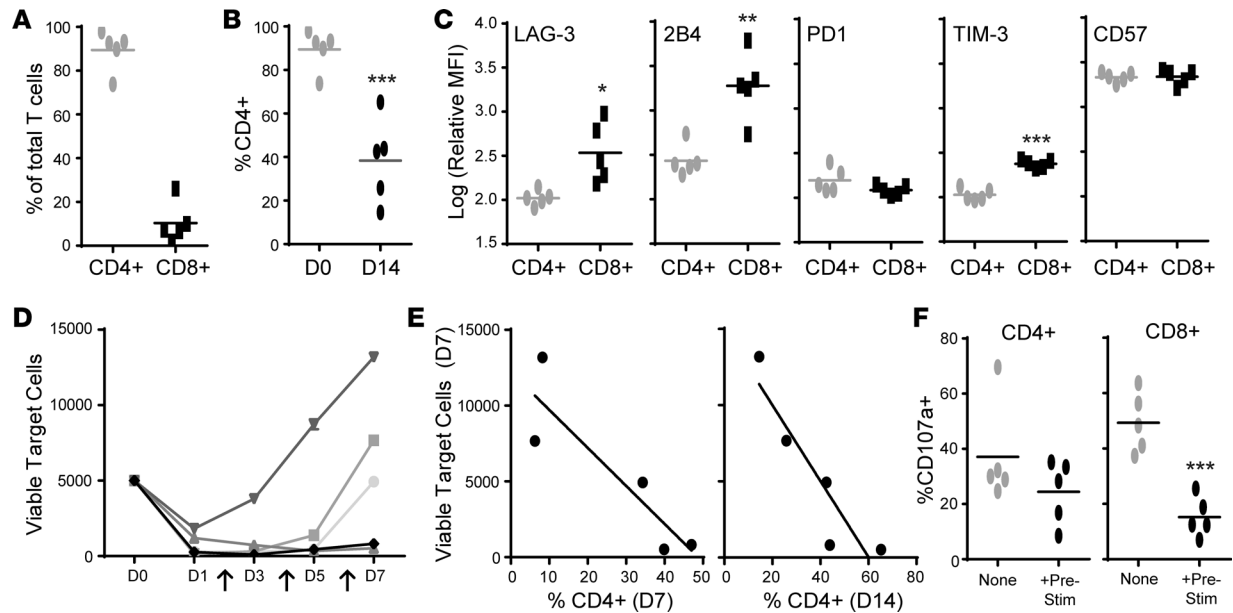 A
% of total T cells
100
80
60
40
20
0
CD4+ CD8+
B
% CD4+
100
80
60
40
20
0
***
D0 D14
C
Log (Relative MFI)
4.0
3.5
3.0
2.5
2.0
1.5
LAG-3
*
CD4+ CD8+
2B4
**
CD4+ CD8+
PD1
CD4+ CD8+
TIM-3
***
CD4+ CD8+
CD57
CD4+ CD8+
D
Viable Target Cells
15000
10000
5000
0
D0 D1 D3 D5 D7
E
Viable Target Cells (D7)
15000
10000
5000
0
0 10 20 30 40 50
% CD4+ (D7)
0 20 40 60 80
% CD4+ (D14)
F
%CD107a+
80
60
40
20
0
CD4+
None +Pre-
Stim
CD8+
***
None +Pre-
Stim